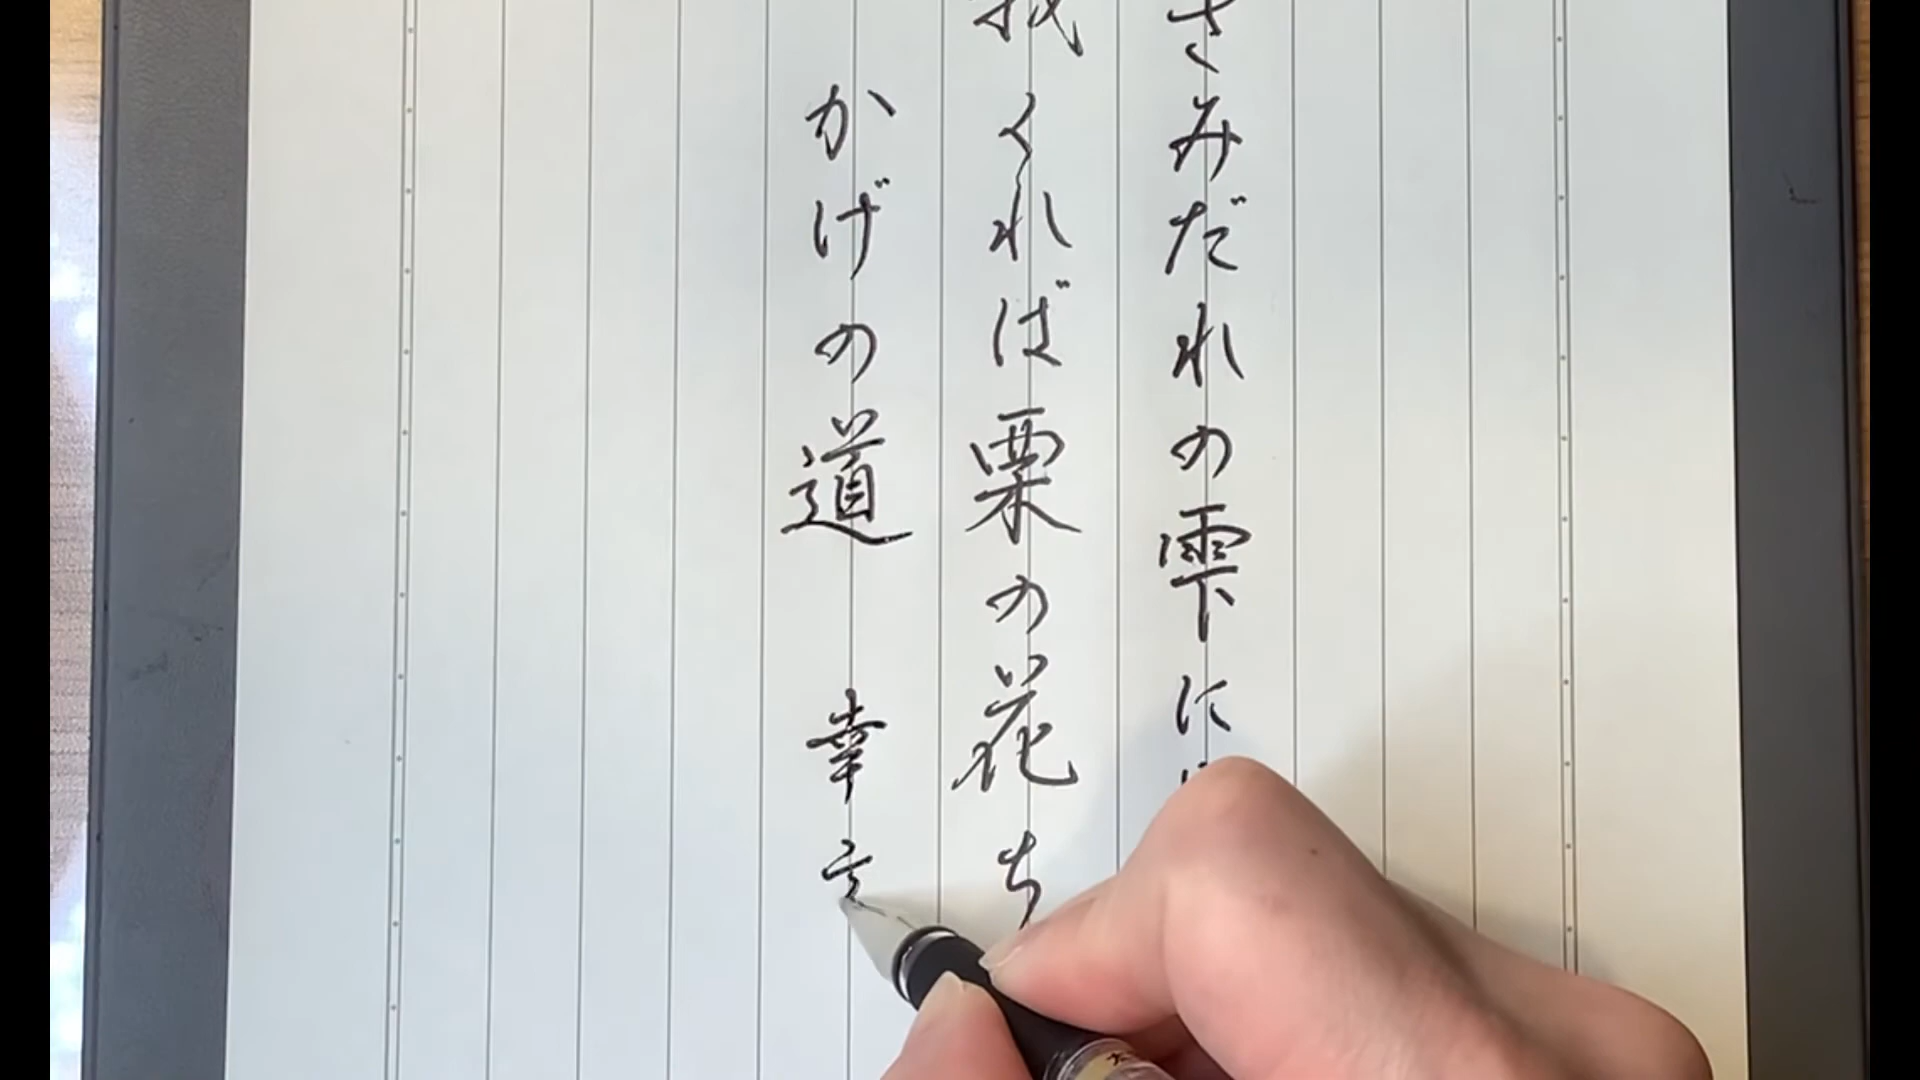 さみだれの雫に
我くれば栗の花ち
かげの道 幸